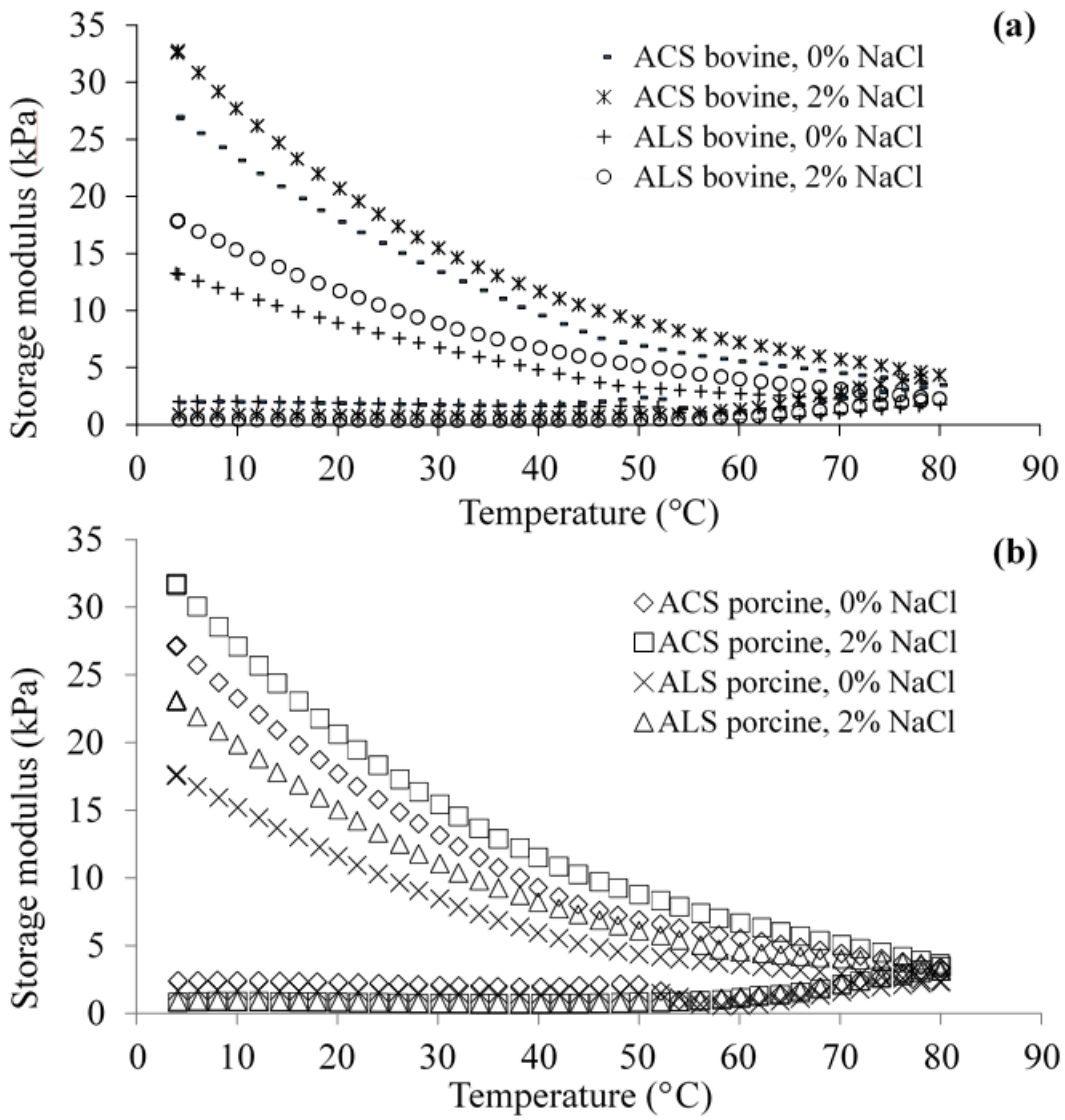 (a)
35
30
25
20
15
10
5
0
Storage modulus (kPa)
ACS bovine, 0% NaCl
ACS bovine, 2% NaCl
ALS bovine, 0% NaCl
ALS bovine, 2% NaCl
0 10 20 30 40 50 60 70 80 90
Temperature (°C)
(b)
35
30
25
20
15
10
5
0
Storage modulus (kPa)
ACS porcine, 0% NaCl
ACS porcine, 2% NaCl
ALS porcine, 0% NaCl
ALS porcine, 2% NaCl
0 10 20 30 40 50 60 70 80 90
Temperature (°C)